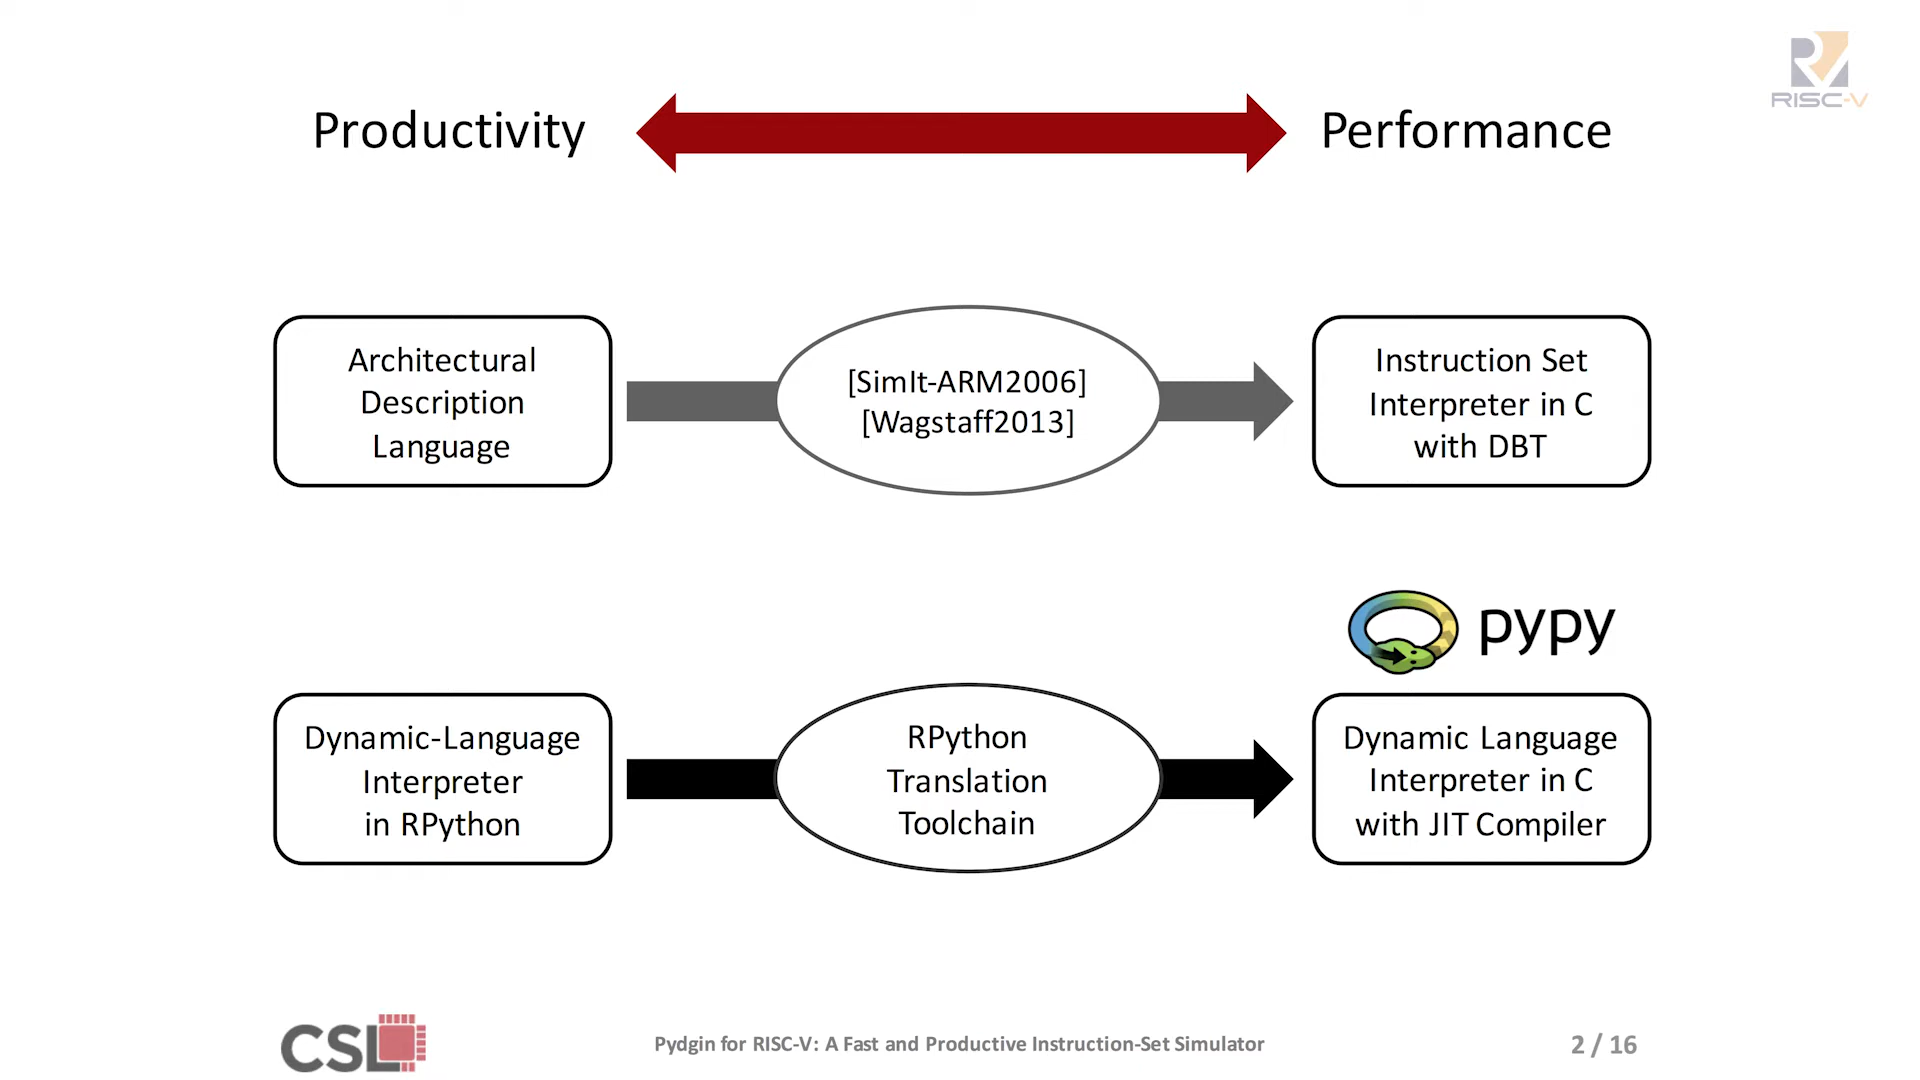 RISC-V
Productivity
Performance
Architectural
Description
Language
[SimIt-ARM2006]
[Wagstaff2013]
Instruction Set
Interpreter in C
with DBT
pypy
Dynamic-Language
Interpreter
in RPython
RPython
Translation
Toolchain
Dynamic Language
Interpreter in C
with JIT Compiler
CSL
Pydgin for RISC-V: A Fast and Productive Instruction-Set Simulator
2 / 16